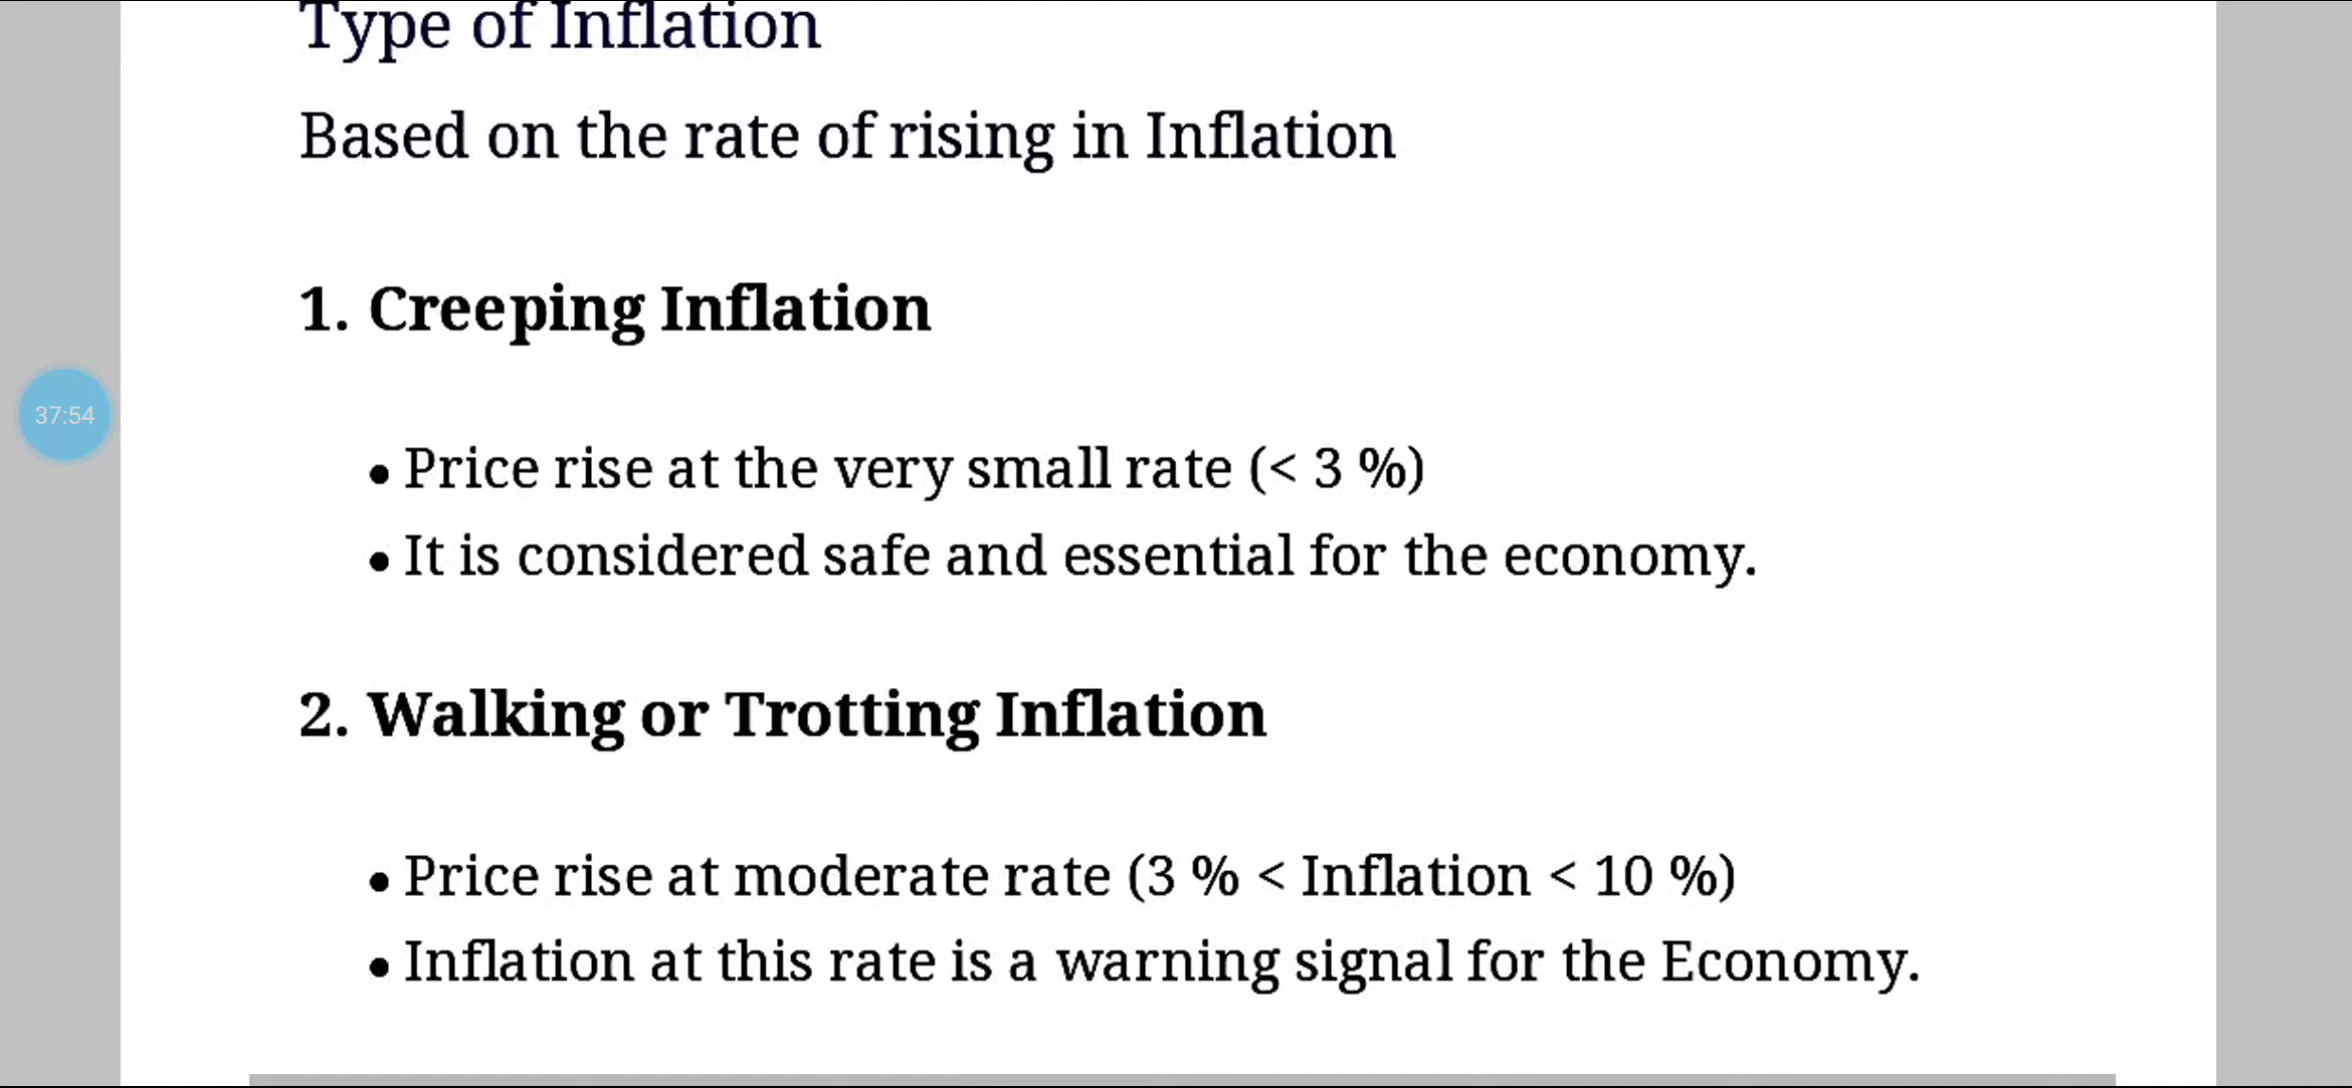 Type of Inflation
Based on the rate of rising in Inflation
1. Creeping Inflation
37:54
• Price rise at the very small rate (< 3 %)
• It is considered safe and essential for the economy.
2. Walking or Trotting Inflation
• Price rise at moderate rate (3 % < Inflation < 10 %)
• Inflation at this rate is a warning signal for the Economy.